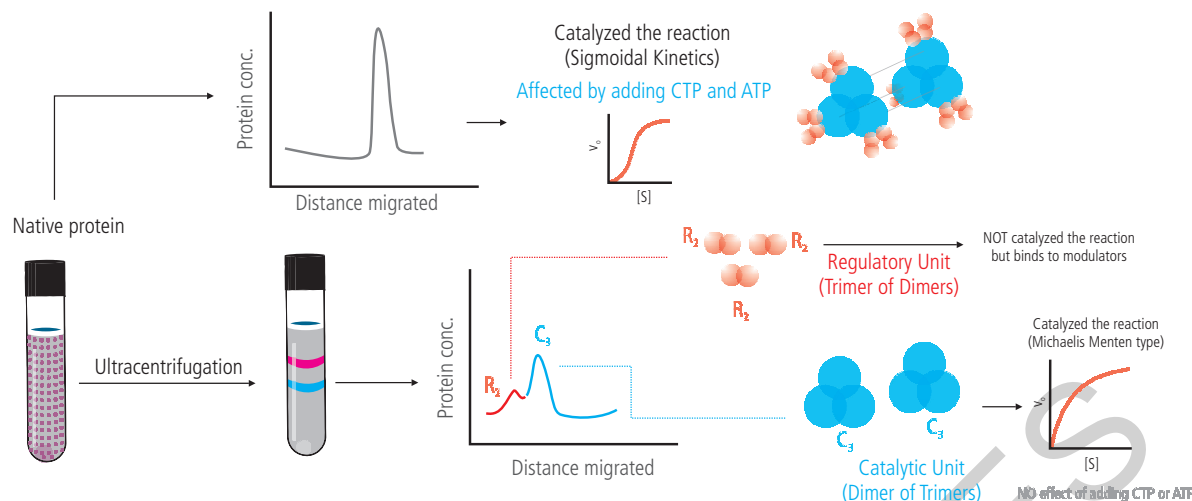 Catalyzed the reaction
(Sigmoidal Kinetics)
Affected by adding CTP and ATP
Protein conc.
Distance migrated
V₀
[S]
Native protein
Ultracentrifugation
Protein conc.
Distance migrated
R₂
C₃
R₂
R₂
R₂
Regulatory Unit
(Trimer of Dimers)
NOT catalyzed the reaction
but binds to modulators
C₃
C₃
Catalytic Unit
(Dimer of Trimers)
Catalyzed the reaction
(Michaelis Menten type)
V₀
[S]
NO effect of adding CTP or ATP